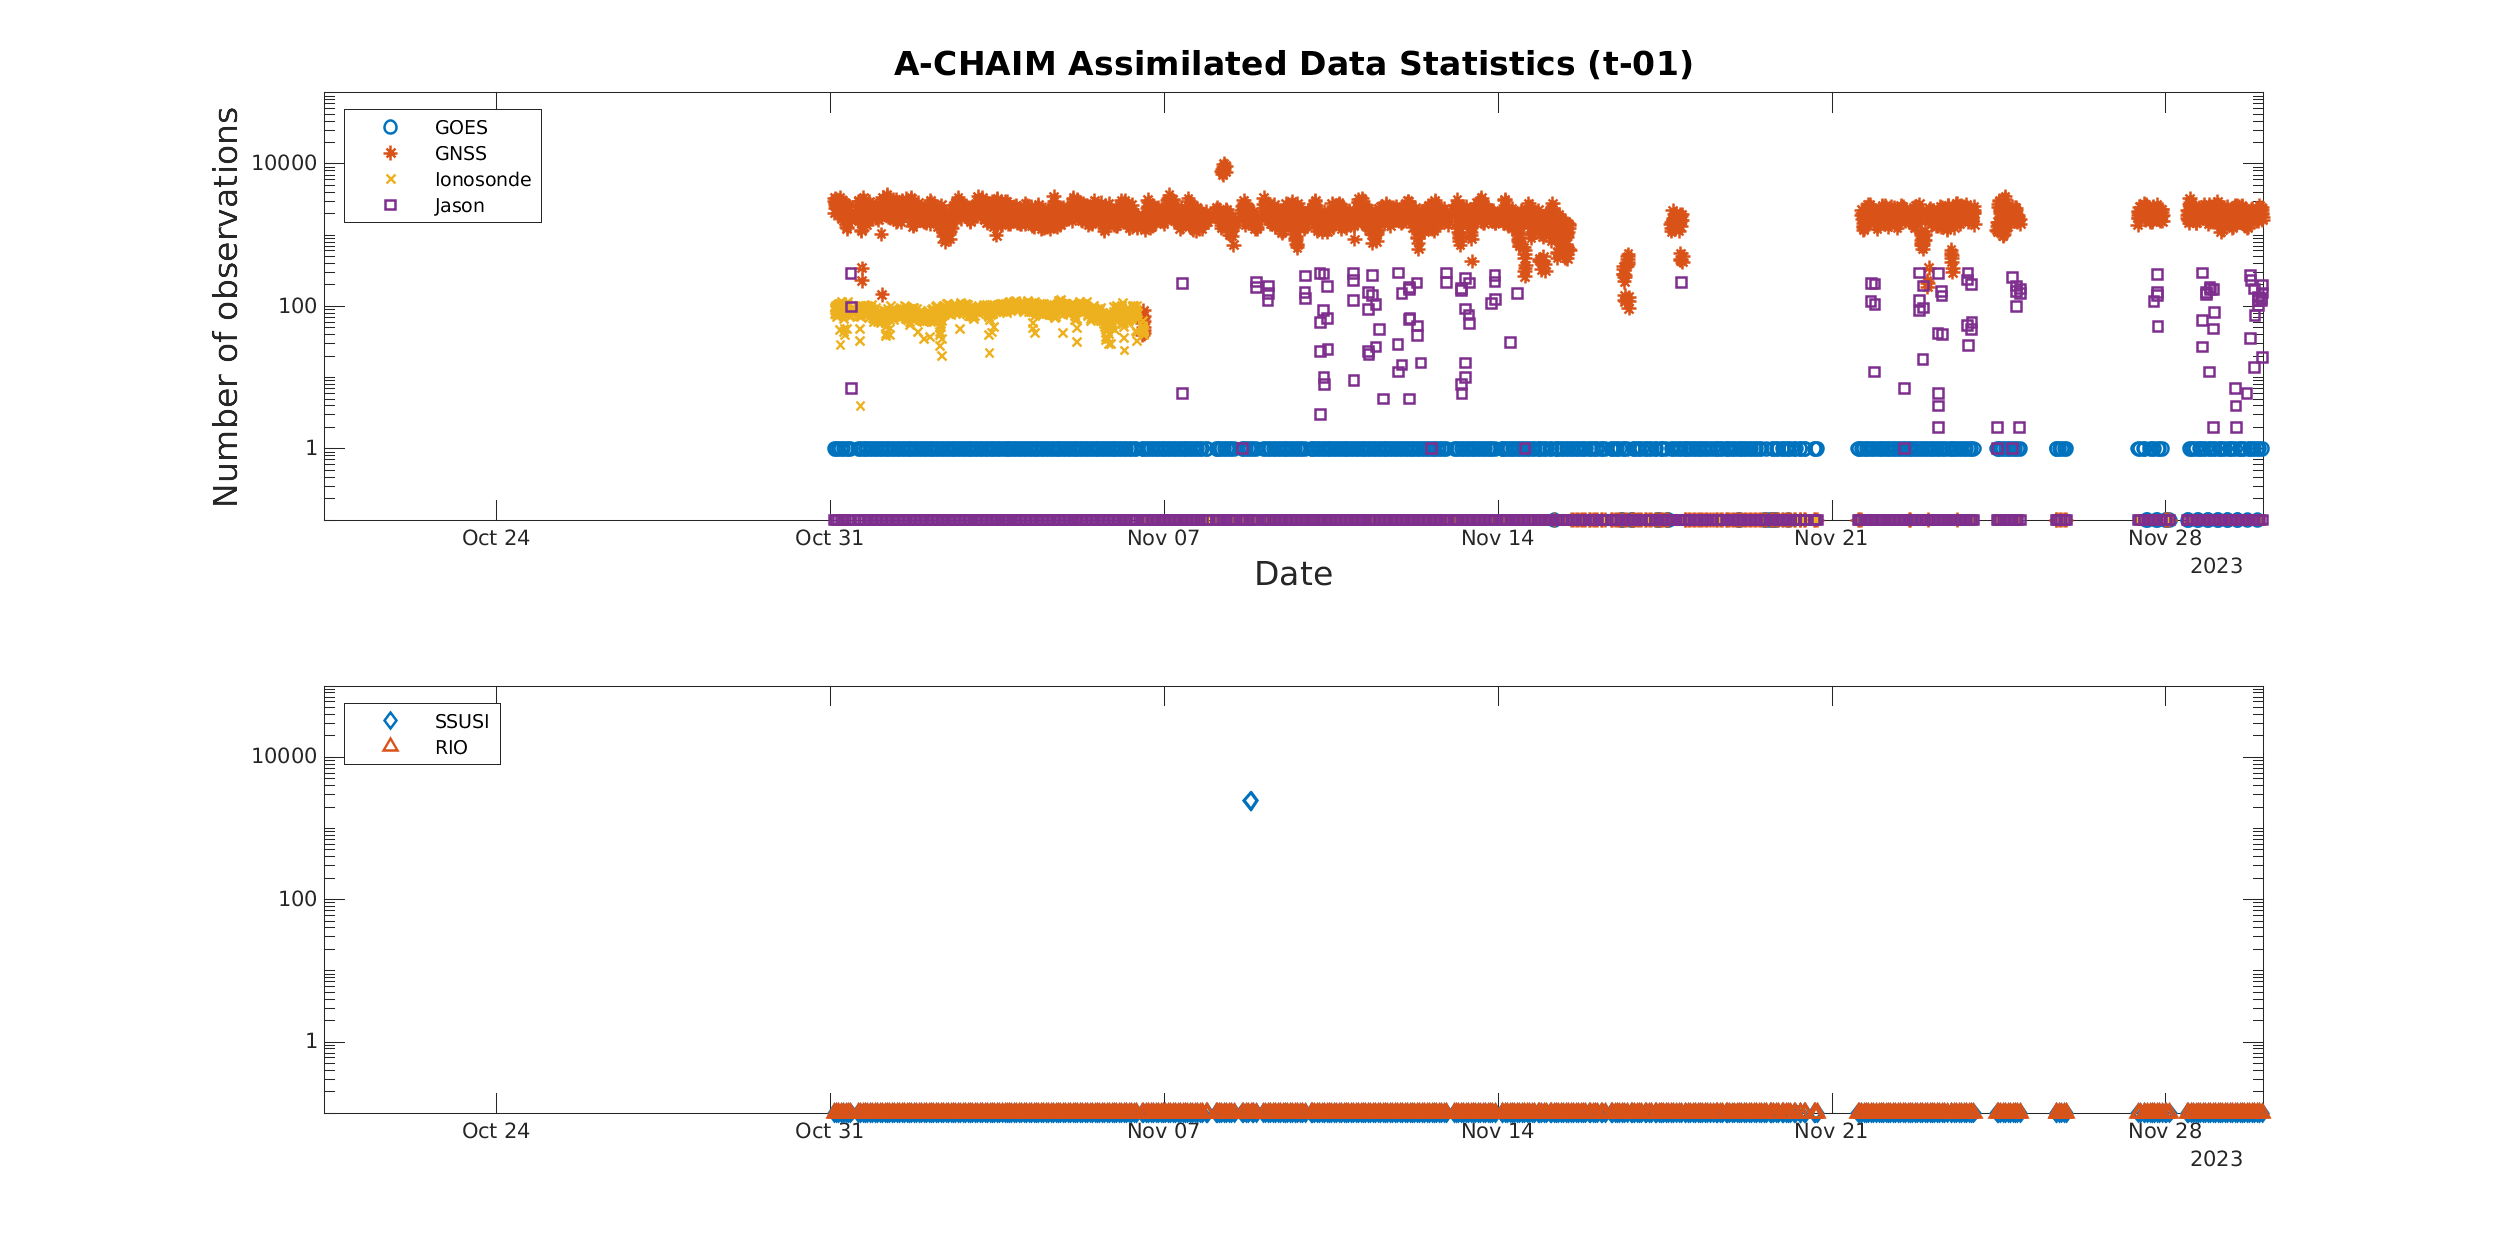 A-CHAIM Assimilated Data Statistics (t-01)
Number of observations
10000
100
1
GOES
GNSS
Ionosonde
Jason
Oct 24
Oct 31
Nov 07
Nov 14
Nov 21
Nov 28
2023
Date
10000
100
1
SSUSI
RIO
Oct 24
Oct 31
Nov 07
Nov 14
Nov 21
Nov 28
2023